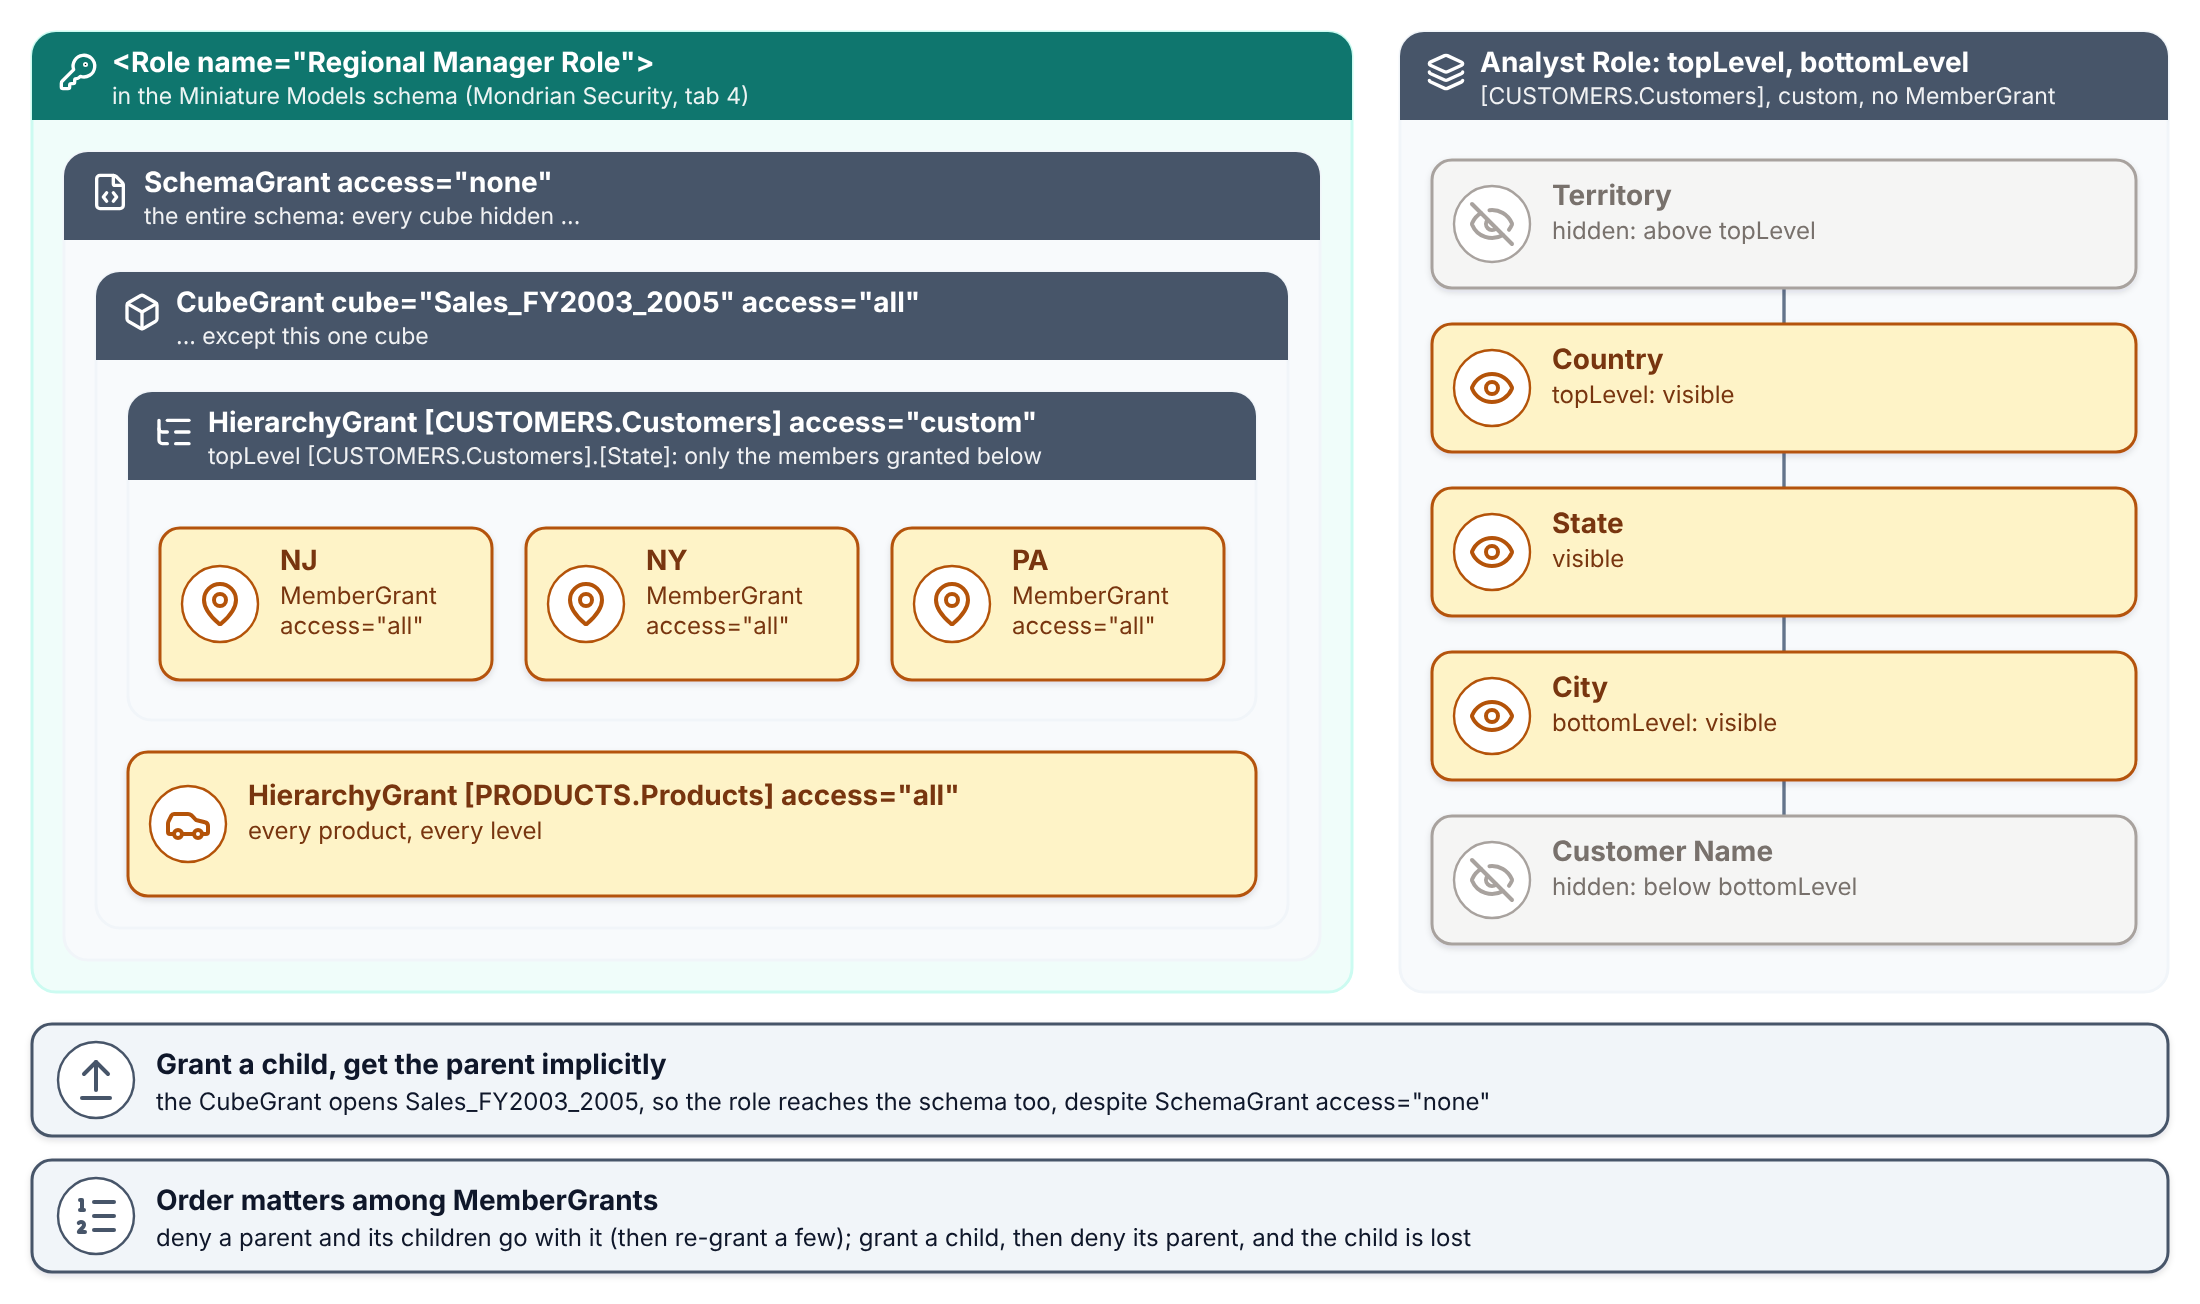 <Role name="Regional Manager Role">
in the Miniature Models schema (Mondrian Security, tab 4)
SchemaGrant access="none"
the entire schema: every cube hidden ...
CubeGrant cube="Sales_FY2003_2005" access="all"
... except this one cube
HierarchyGrant [CUSTOMERS.Customers] access="custom"
topLevel [CUSTOMERS.Customers].[State]: only the members granted below
NJ
MemberGrant
access="all"
NY
MemberGrant
access="all"
PA
MemberGrant
access="all"
HierarchyGrant [PRODUCTS.Products] access="all"
every product, every level
Analyst Role: topLevel, bottomLevel
[CUSTOMERS.Customers], custom, no MemberGrant
Territory
hidden: above topLevel
Country
topLevel: visible
State
visible
City
bottomLevel: visible
Customer Name
hidden: below bottomLevel
Grant a child, get the parent implicitly
the CubeGrant opens Sales_FY2003_2005, so the role reaches the schema too, despite SchemaGrant access="none"
1
2
Order matters among MemberGrants
deny a parent and its children go with it (then re-grant a few); grant a child, then deny its parent, and the child is lost